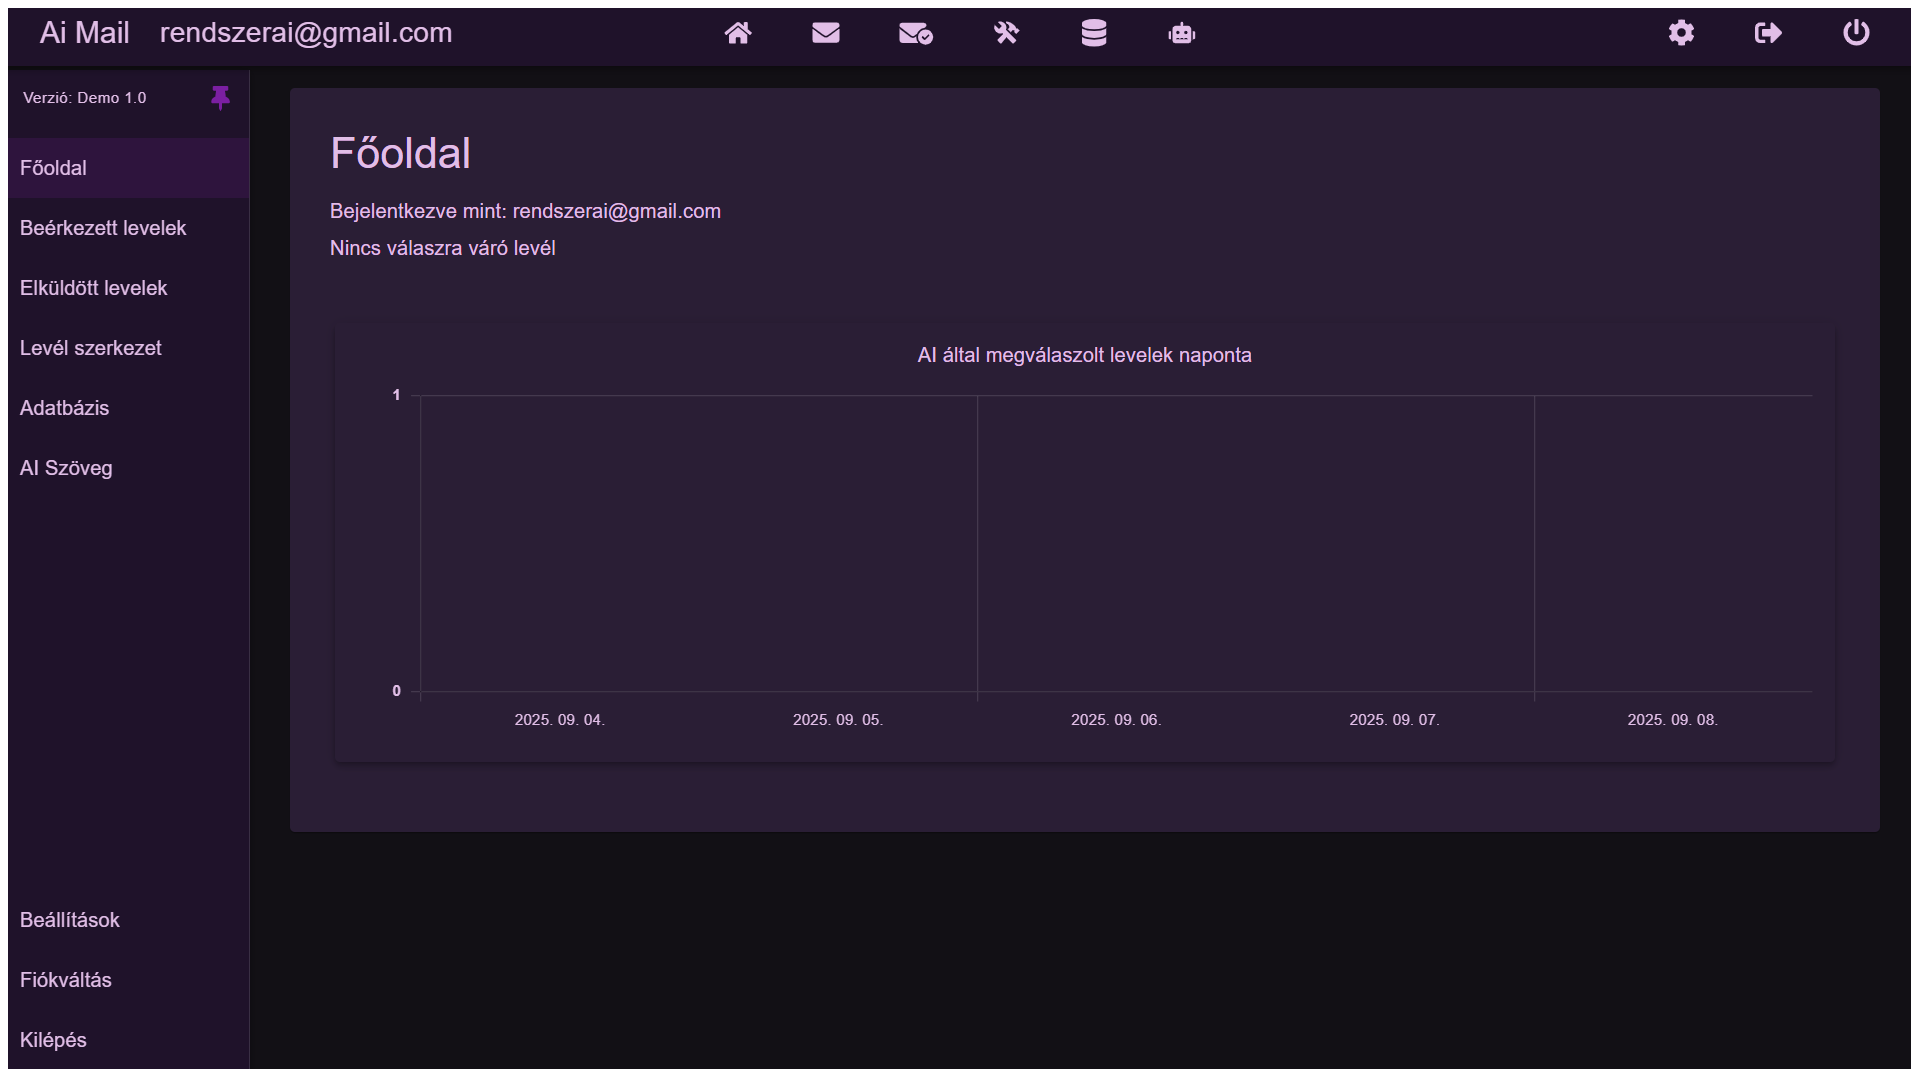 Ai Mail rendszerai@gmail.com
Verzió: Demo 1.0
Főoldal
Beérkezett levelek
Elküldött levelek
Levél szerkezet
Adatbázis
AI Szöveg
Beállítások
Fiókváltás
Kilépés
Főoldal
Bejelentkezve mint: rendszerai@gmail.com
Nincs válaszra váró levél
AI által megválaszolt levelek naponta
1
0
2025. 09. 04. 2025. 09. 05. 2025. 09. 06. 2025. 09. 07. 2025. 09. 08.